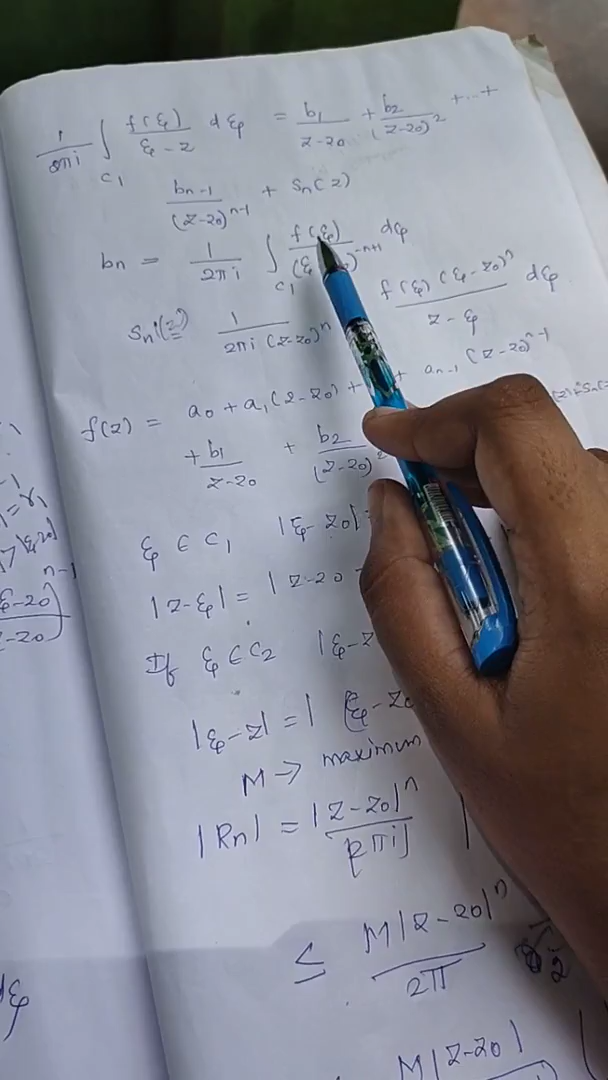 1/2πi ∫C₁ f(ξ)/ξ-z dξ = b₁/z-z₀ + b₂/(z-z₀)² + ... +
bn-1/(z-z₀)ⁿ⁻¹ + Sn(z)
bn = 1/2πi ∫C₁ f(ξ)/(ξ )⁻ⁿ⁺¹ dξ
Sn(z) 1/2πi (z-z₀)ⁿ f(ξ)(ξ-z₀)ⁿ/z-ξ dξ
f(z) = a₀ + a₁(z-z₀) + + an-1 (z-z₀)ⁿ⁻¹
+ b₁/z-z₀ + b₂/(z-z₀)²
ξ ∈ C₁ |ξ-z₀|
|z-ξ| = |z-z₀
If ξ ∈ C₂ |ξ-z
|ξ-z| = | (ξ-z₀
M → maximum
|Rn| = |z-z₀|ⁿ/|2πi| |
≤ M|z-z₀|ⁿ/2π
M|z-z₀|